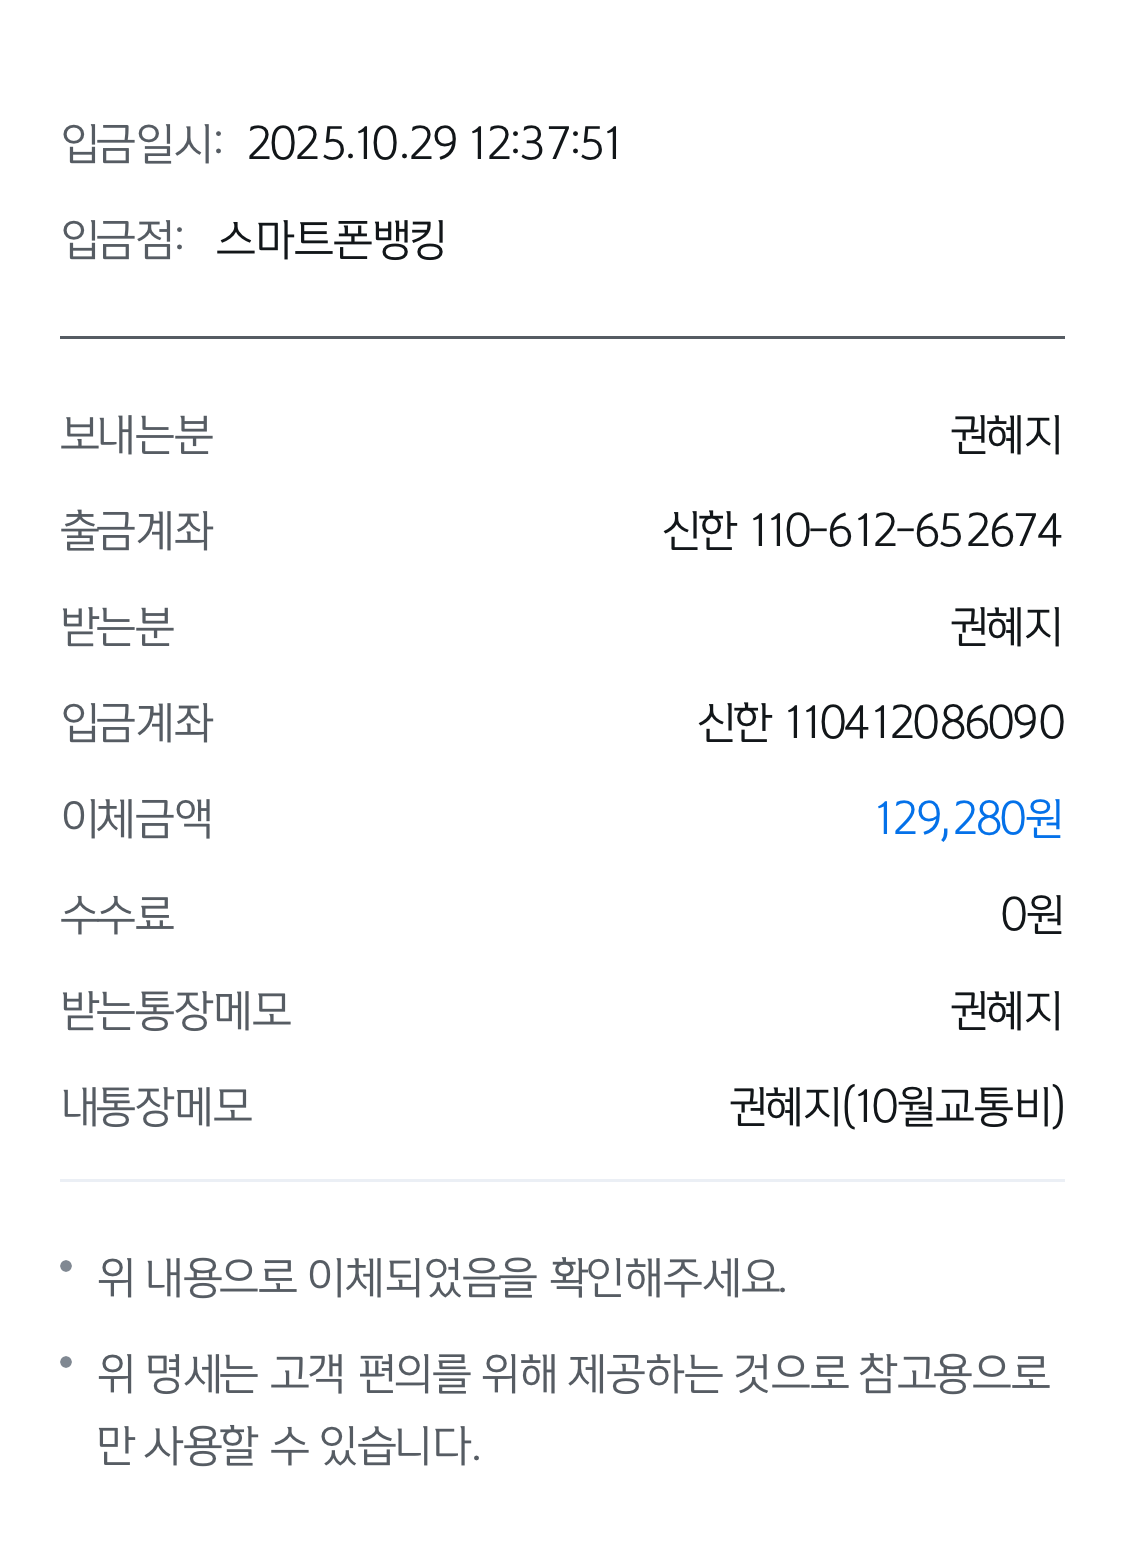 입금일시: 2025.10.29 12:37:51
입금점: 스마트폰뱅킹
보내는분 권혜지
출금계좌 신한 110-612-652674
받는분 권혜지
입금계좌 신한 110412086090
이체금액 129,280원
수수료 0원
받는통장메모 권혜지
내통장메모 권혜지(10월교통비)
• 위 내용으로 이체되었음을 확인해주세요.
• 위 명세는 고객 편의를 위해 제공하는 것으로 참고용으로
만 사용할 수 있습니다.